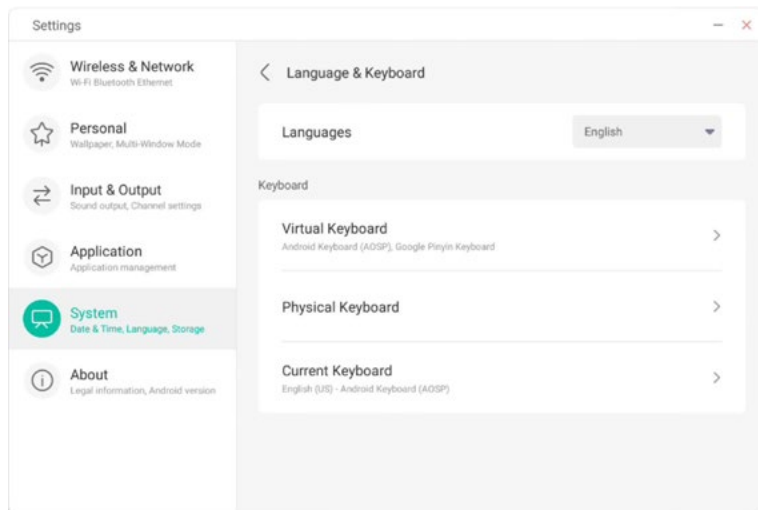 Settings
Wireless & Network
Wi-Fi Bluetooth Ethernet
Personal
Wallpaper, Multi-Window Mode
Input & Output
Sound output, Channel settings
Application
Application management
System
Date & Time, Language, Storage
About
Legal information, Android version
Language & Keyboard
Languages
English
Keyboard
Virtual Keyboard
Android Keyboard (AOSP), Google Pinyin Keyboard
Physical Keyboard
Current Keyboard
English (US) - Android Keyboard (AOSP)